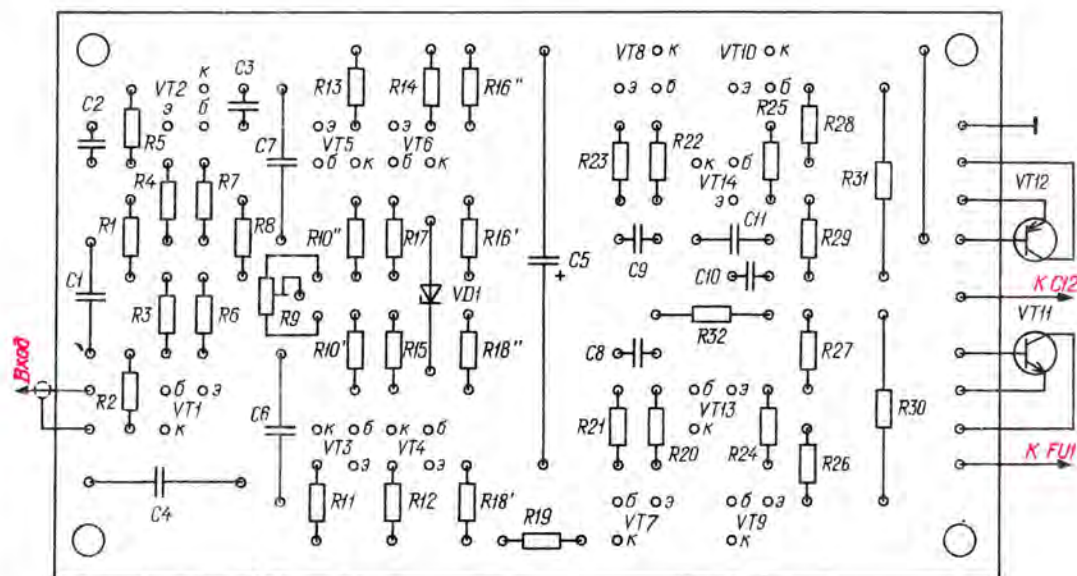 VT8 к VT10 к
C3 R13 R14 R16"
VT2 к
э б э б
C2 э б R25 R28
R5 C7 э э R23 R22
VT5 VT6
б к б к к б
R4 R7 VT14 R31 VT12
э
R1 R8 R10" R17 R16' C11 R29
C5 C9 C10
+
C1 R9 VD1 К C12
R3 R6 R32 VT11
R10' R15 R18" C8 R27
Вход
R2 б э б э R30
VT1 C6 VT13
к к б к б R21 к
VT3 VT4 R20 R24
э э R26 К FU1
C4 R11 R12 R18' б э б э
R19 VT7 VT9
к к